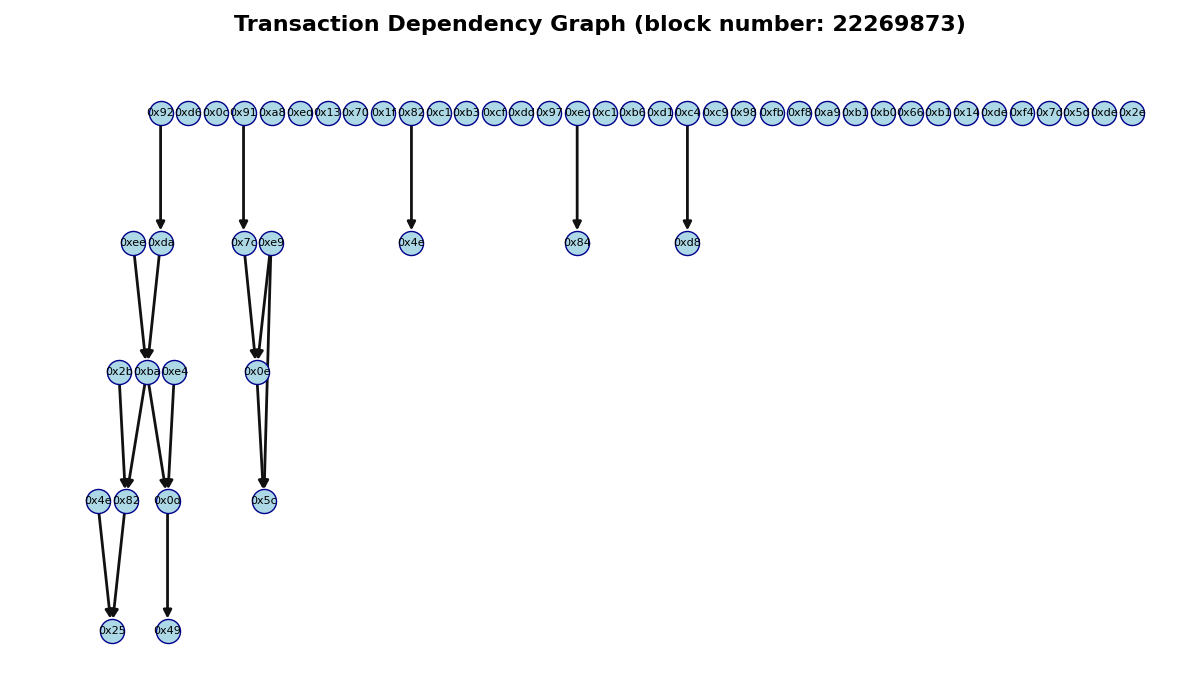 Transaction Dependency Graph (block number: 22269873)
0x92 0xd6 0x0c 0x91 0xa8 0xed 0x13 0x70 0x1f 0x82 0xc1 0xb3 0xcf 0xdd 0x97 0xec 0xc1 0xb6 0xd1 0xc4 0xc9 0x98 0xfb 0xf8 0xa9 0xb1 0xb0 0x66 0xb1 0x14 0xde 0xf4 0x7d 0x5d 0xde 0x2e
0xee 0xda 0x7c 0xe9 0x4e 0x84 0xd8
0x2b 0xba 0xe4 0x0e
0x4e 0x82 0x0d 0x5c
0x25 0x49